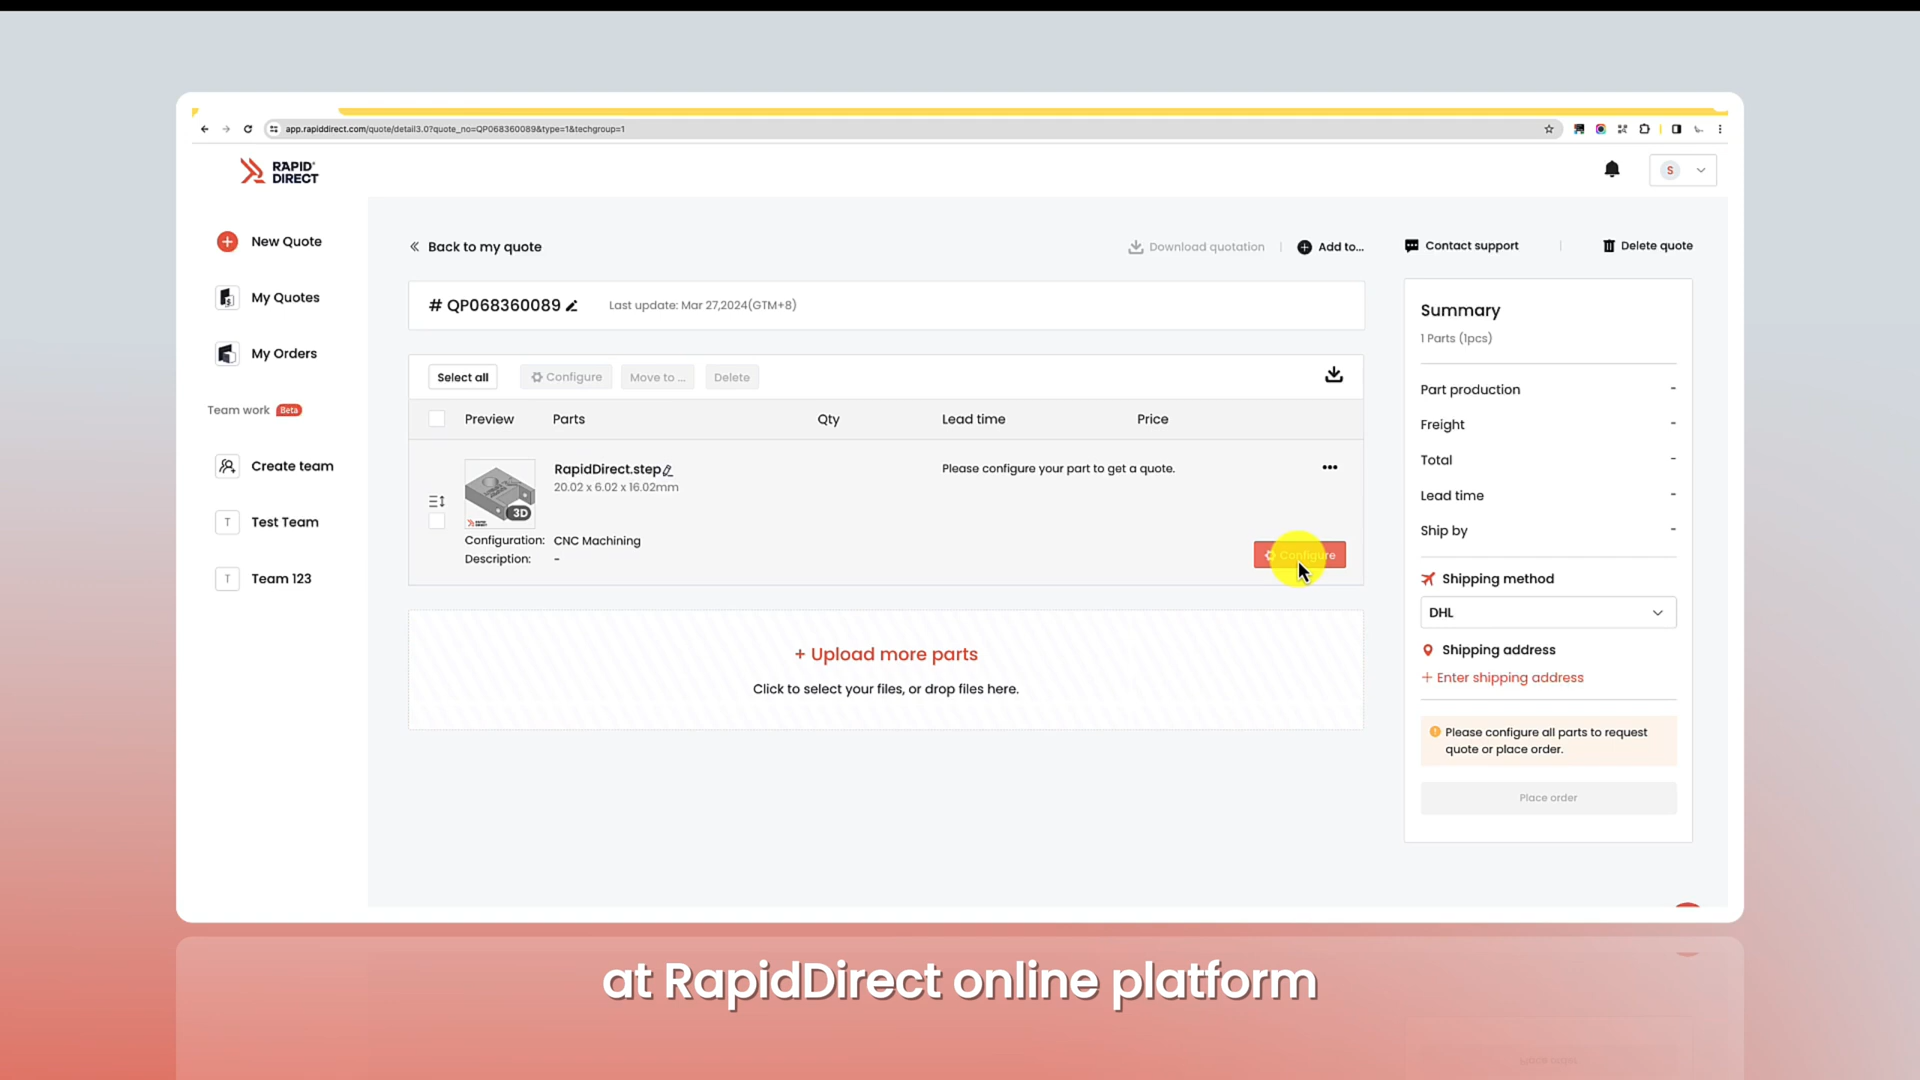 app.rapiddirect.com/quote/detail3.0?quote_no=QP068360089&type=1&techgroup=1
RAPID
DIRECT
S
New Quote
My Quotes
My Orders
Team work Beta
Create team
T Test Team
T Team 123
Back to my quote
Download quotation
Add to...
Contact support
Delete quote
# QP068360089
Last update: Mar 27,2024(GTM+8)
Select all
Configure
Move to ...
Delete
Preview Parts Qty Lead time Price
RapidDirect.step
20.02 x 6.02 x 16.02mm
Please configure your part to get a quote.
3D
Configuration: CNC Machining
Description: -
Configure
+ Upload more parts
Click to select your files, or drop files here.
Summary
1 Parts (1pcs)
Part production -
Freight -
Total -
Lead time -
Ship by -
Shipping method
DHL
Shipping address
+ Enter shipping address
Please configure all parts to request
quote or place order.
Place order
at RapidDirect online platform